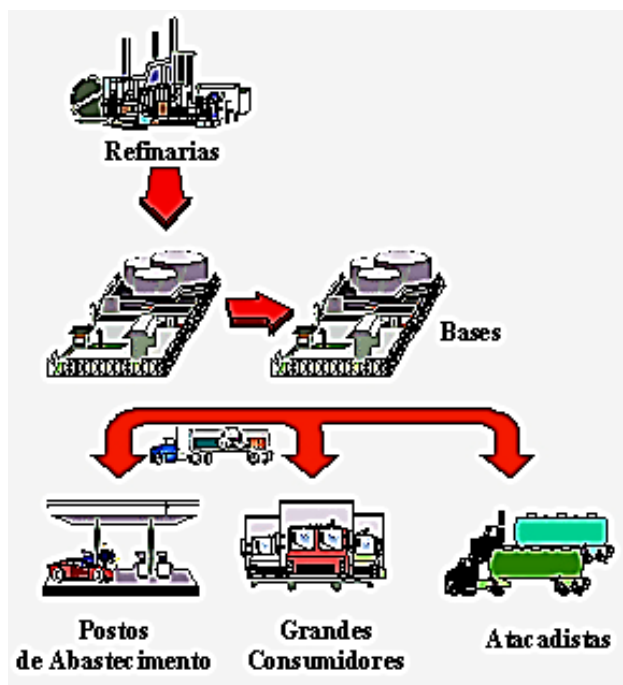 Refinarias
Bases
Postos
de Abastecimento
Grandes
Consumidores
Atacadistas